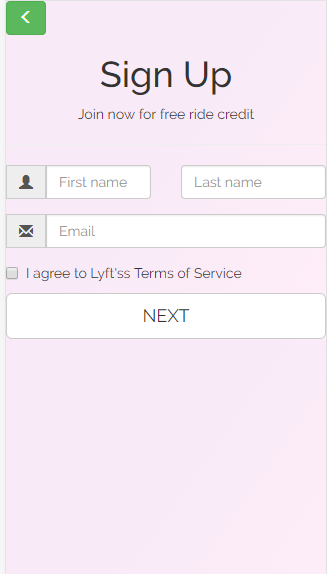 Sign Up
Join now for free ride credit
First name
Last name
Email
I agree to Lyft'ss Terms of Service
NEXT